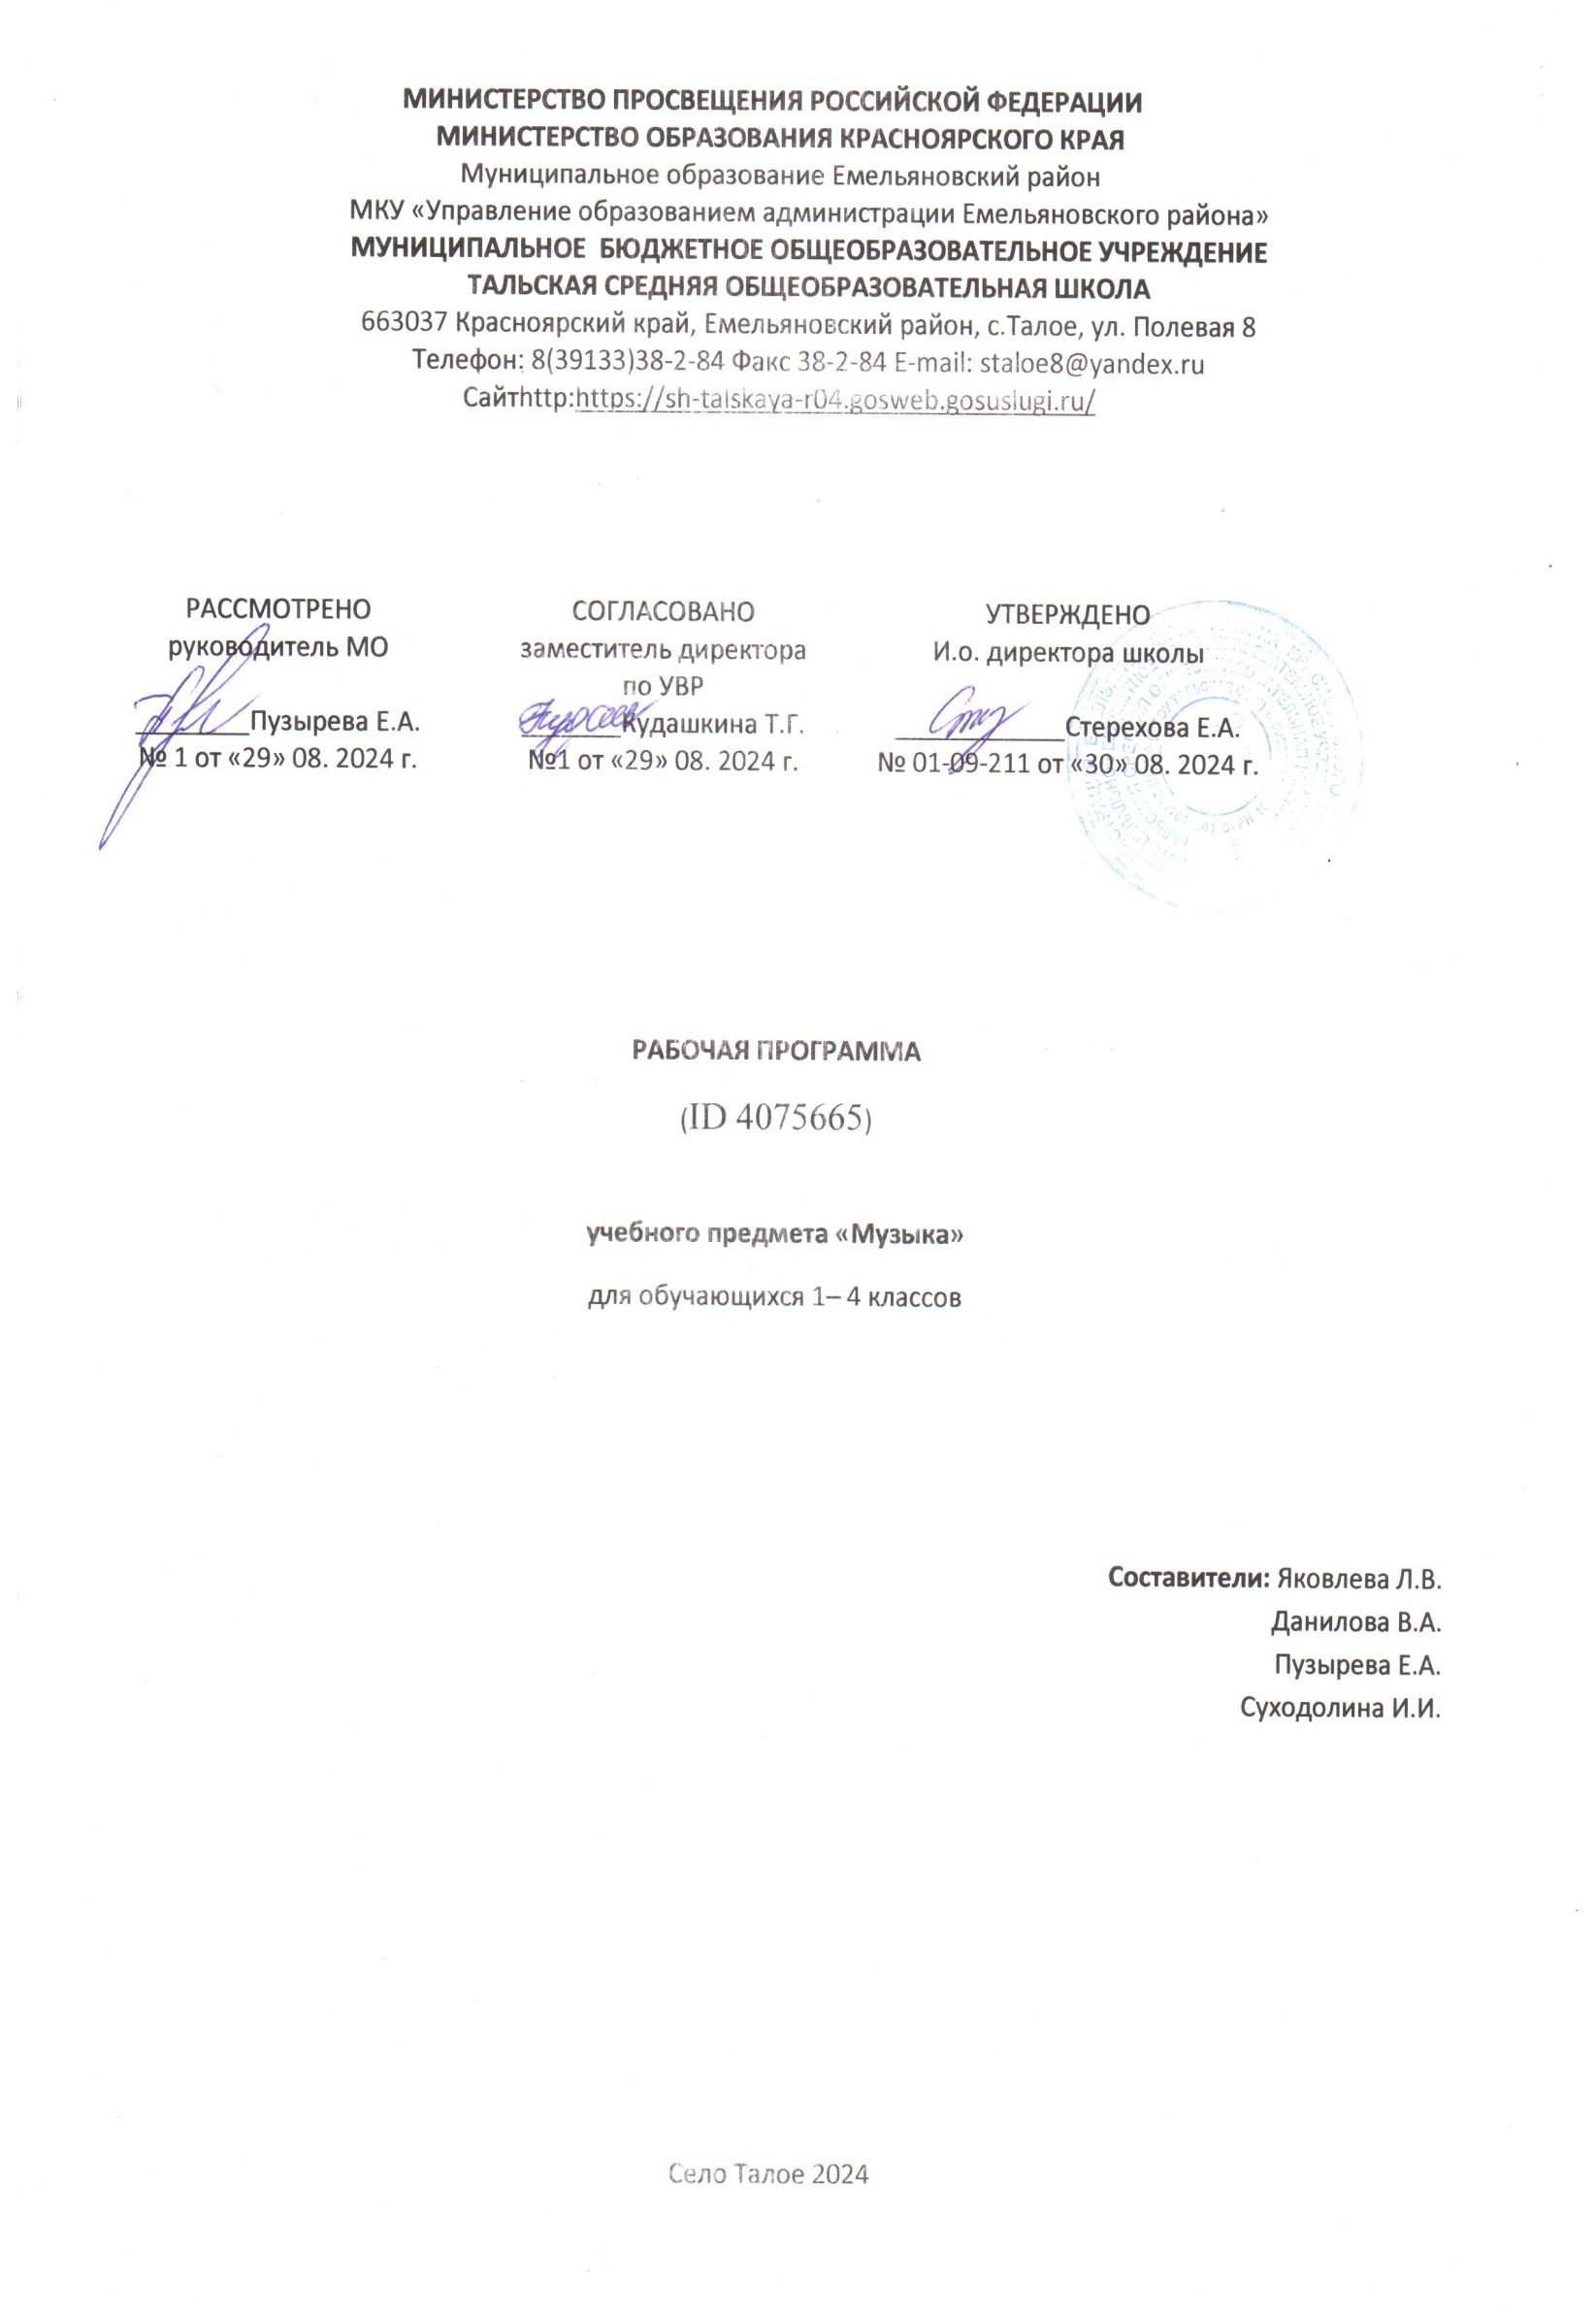 МИНИСТЕРСТВО ПРОСВЕЩЕНИЯ РОССИЙСКОЙ ФЕДЕРАЦИИ
МИНИСТЕРСТВО ОБРАЗОВАНИЯ КРАСНОЯРСКОГО КРАЯ
Муниципальное образование Емельяновский район
МКУ «Управление образованием администрации Емельяновского района»
МУНИЦИПАЛЬНОЕ БЮДЖЕТНОЕ ОБЩЕОБРАЗОВАТЕЛЬНОЕ УЧРЕЖДЕНИЕ
ТАЛЬСКАЯ СРЕДНЯЯ ОБЩЕОБРАЗОВАТЕЛЬНАЯ ШКОЛА
663037 Красноярский край, Емельяновский район, с.Талое, ул. Полевая 8
Телефон: 8(39133)38-2-84 Факс 38-2-84 E-mail: staloe8@yandex.ru
Сайтhttp:https://sh-talskaya-r04.gosweb.gosuslugi.ru/
РАССМОТРЕНО
руководитель МО
Пузырева Е.А.
№ 1 от «29» 08. 2024 г.
СОГЛАСОВАНО
заместитель директора
по УВР
Кудашкина Т.Г.
№1 от «29» 08. 2024 г.
УТВЕРЖДЕНО
И.о. директора школы
Стерехова Е.А.
№ 01-09-211 от «30» 08. 2024 г.
РАБОЧАЯ ПРОГРАММА
(ID 4075665)
учебного предмета «Музыка»
для обучающихся 1– 4 классов
Составители: Яковлева Л.В.
Данилова В.А.
Пузырева Е.А.
Суходолина И.И.
Село Талое 2024